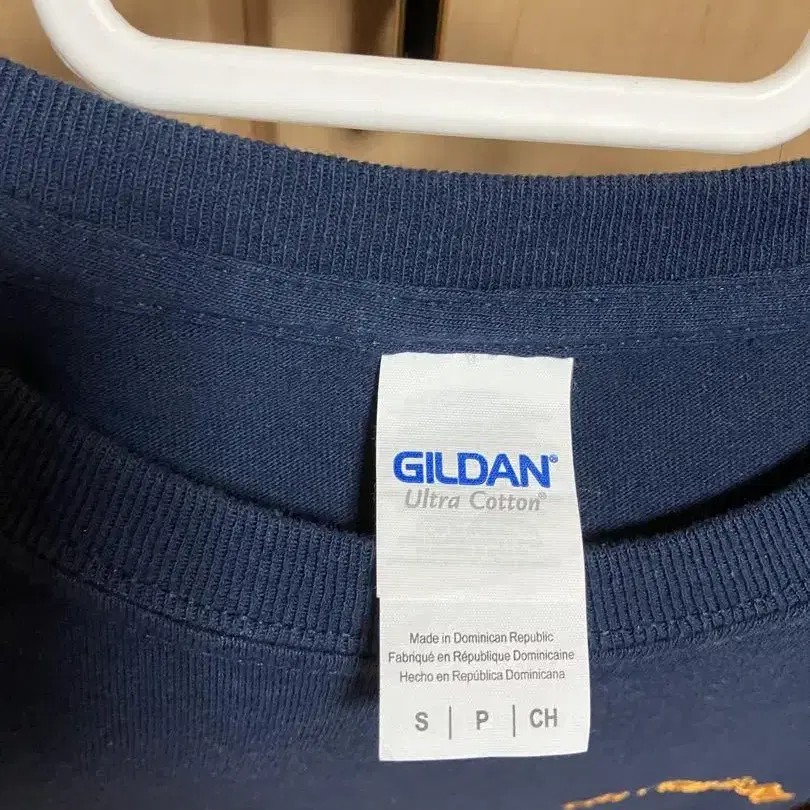 GILDAN®
Ultra Cotton®
Made in Dominican Republic
Fabriqué en République Dominicaine
Hecho en República Dominicana
S | P | CH